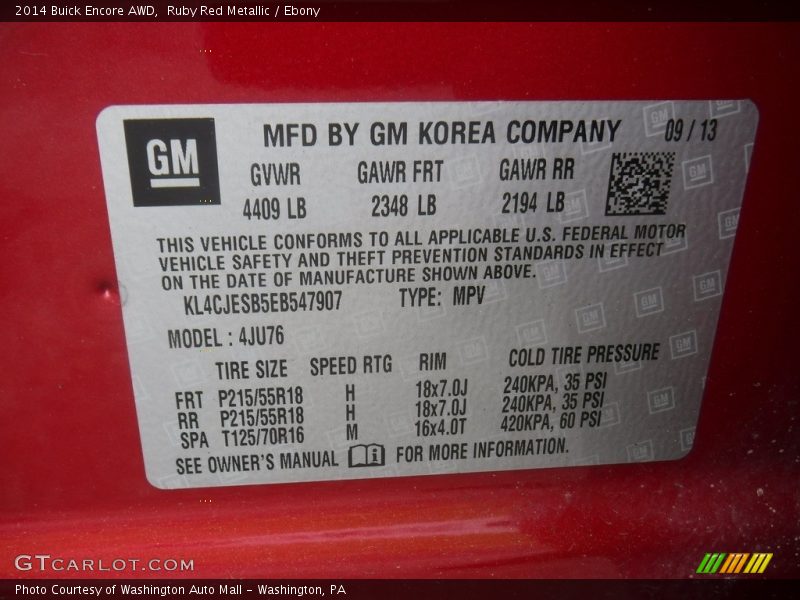 2014 Buick Encore AWD, Ruby Red Metallic / Ebony
GM
MFD BY GM KOREA COMPANY 09 / 13
GVWR GAWR FRT GAWR RR
4409 LB 2348 LB 2194 LB
THIS VEHICLE CONFORMS TO ALL APPLICABLE U.S. FEDERAL MOTOR
VEHICLE SAFETY AND THEFT PREVENTION STANDARDS IN EFFECT
ON THE DATE OF MANUFACTURE SHOWN ABOVE.
KL4CJESB5EB547907 TYPE: MPV
MODEL : 4JU76
TIRE SIZE SPEED RTG RIM COLD TIRE PRESSURE
FRT P215/55R18 H 18x7.0J 240KPA, 35 PSI
RR P215/55R18 H 18x7.0J 240KPA, 35 PSI
SPA T125/70R16 M 16x4.0T 420KPA, 60 PSI
SEE OWNER'S MANUAL i FOR MORE INFORMATION.
GTCARLOT.COM
Photo Courtesy of Washington Auto Mall - Washington, PA